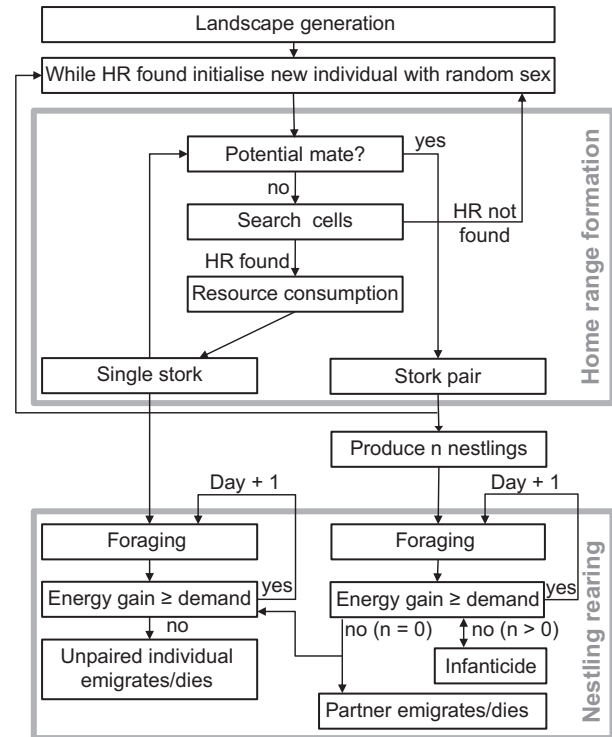 Landscape generation
While HR found initialise new individual with random sex
Potential mate?
yes
no
Search cells
HR not
found
HR found
Resource consumption
Single stork
Stork pair
Home range formation
Produce n nestlings
Day + 1
Day + 1
Foraging
Foraging
Energy gain ≥ demand
yes
Energy gain ≥ demand
yes
no
no (n = 0)
no (n > 0)
Unpaired individual
emigrates/dies
Infanticide
Partner emigrates/dies
Nestling rearing